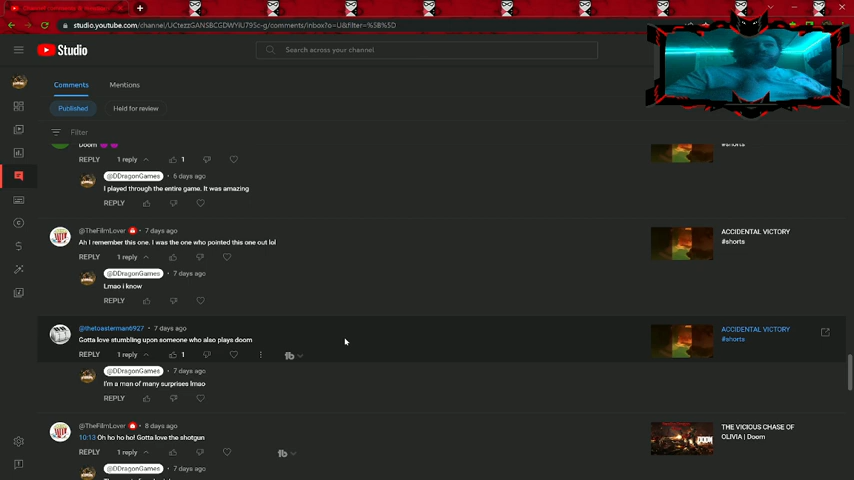 studio.youtube.com/channel/UCtezzGANSBCGDWYiU795c-g/comments/inbox?o=U&filter=%5B%5D
Studio
Search across your channel
Comments
Mentions
Published
Held for review
Filter
Doom
#shorts
REPLY 1 reply 1
@DDragonGames • 6 days ago
I played through the entire game. It was amazing
REPLY
@TheFilmLover • 7 days ago
Ah I remember this one. I was the one who pointed this one out lol
REPLY 1 reply
ACCIDENTAL VICTORY
#shorts
@DDragonGames • 7 days ago
Lmao i know
REPLY
@thetoasterman6927 • 7 days ago
Gotta love stumbling upon someone who also plays doom
REPLY 1 reply 1
tb
ACCIDENTAL VICTORY
#shorts
@DDragonGames • 7 days ago
I'm a man of many surprises lmao
REPLY
@TheFilmLover • 8 days ago
10:13 Oh ho ho ho! Gotta love the shotgun
REPLY 1 reply
tb
THE VICIOUS CHASE OF
OLIVIA | Doom
DOOM
@DDragonGames • 7 days ago